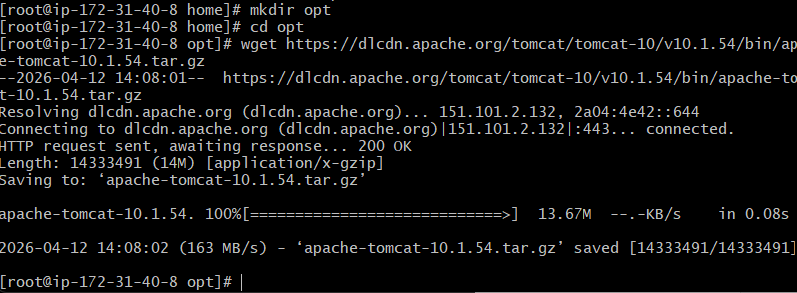 [root@ip-172-31-40-8 home]# mkdir opt
[root@ip-172-31-40-8 home]# cd opt
[root@ip-172-31-40-8 opt]# wget https://dlcdn.apache.org/tomcat/tomcat-10/v10.1.54/bin/ap
e-tomcat-10.1.54.tar.gz
--2026-04-12 14:08:01--  https://dlcdn.apache.org/tomcat/tomcat-10/v10.1.54/bin/apache-to
t-10.1.54.tar.gz
Resolving dlcdn.apache.org (dlcdn.apache.org)... 151.101.2.132, 2a04:4e42::644
Connecting to dlcdn.apache.org (dlcdn.apache.org)|151.101.2.132|:443... connected.
HTTP request sent, awaiting response... 200 OK
Length: 14333491 (14M) [application/x-gzip]
Saving to: ‘apache-tomcat-10.1.54.tar.gz’
apache-tomcat-10.1.54. 100%[============================>]  13.67M  --.-KB/s    in 0.08s
2026-04-12 14:08:02 (163 MB/s) - ‘apache-tomcat-10.1.54.tar.gz’ saved [14333491/14333491]
[root@ip-172-31-40-8 opt]#